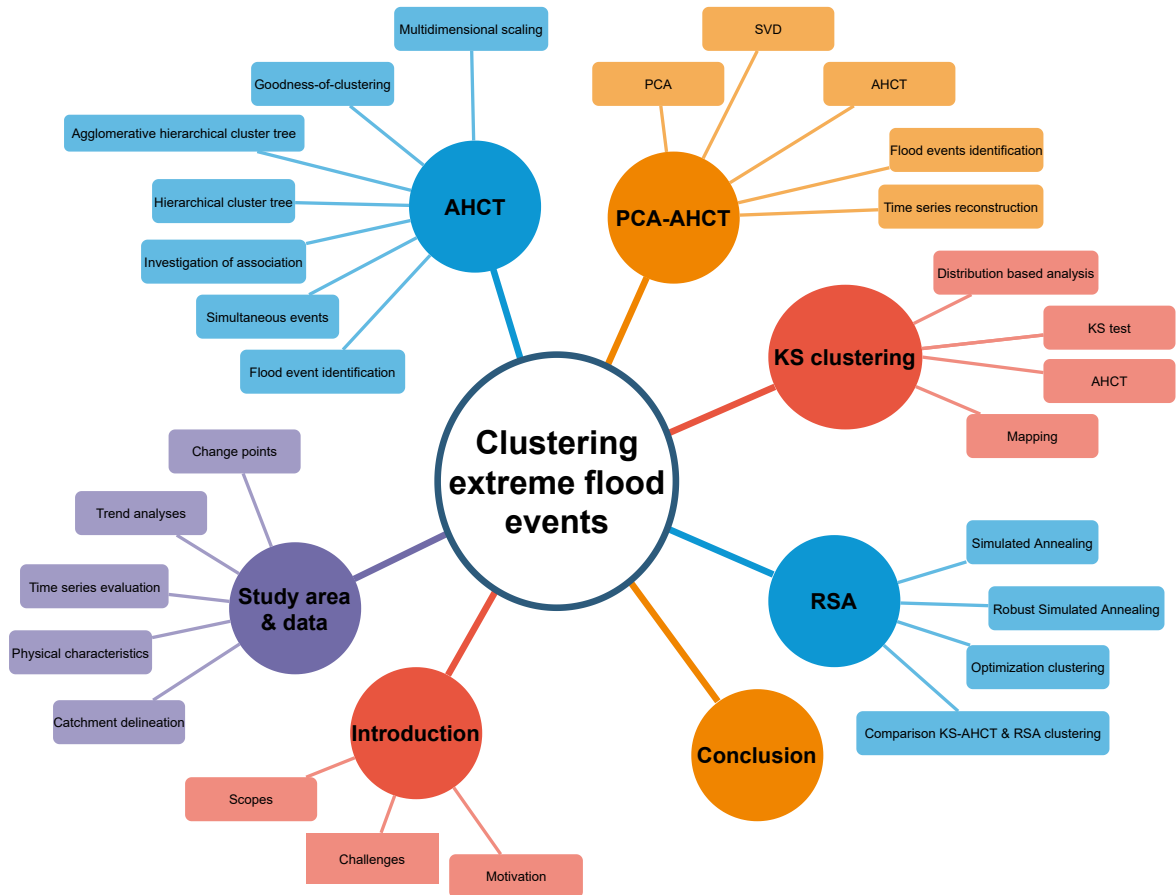 Multidimensional scaling
Goodness-of-clustering
Agglomerative hierarchical cluster tree
Hierarchical cluster tree
Investigation of association
Simultaneous events
Flood event identification
AHCT
SVD
PCA
AHCT
Flood events identification
Time series reconstruction
PCA-AHCT
Distribution based analysis
KS test
AHCT
Mapping
KS clustering
Clustering
extreme flood
events
Change points
Trend analyses
Time series evaluation
Physical characteristics
Catchment delineation
Study area
& data
Simulated Annealing
Robust Simulated Annealing
Optimization clustering
Comparison KS-AHCT & RSA clustering
RSA
Introduction
Scopes
Challenges
Motivation
Conclusion